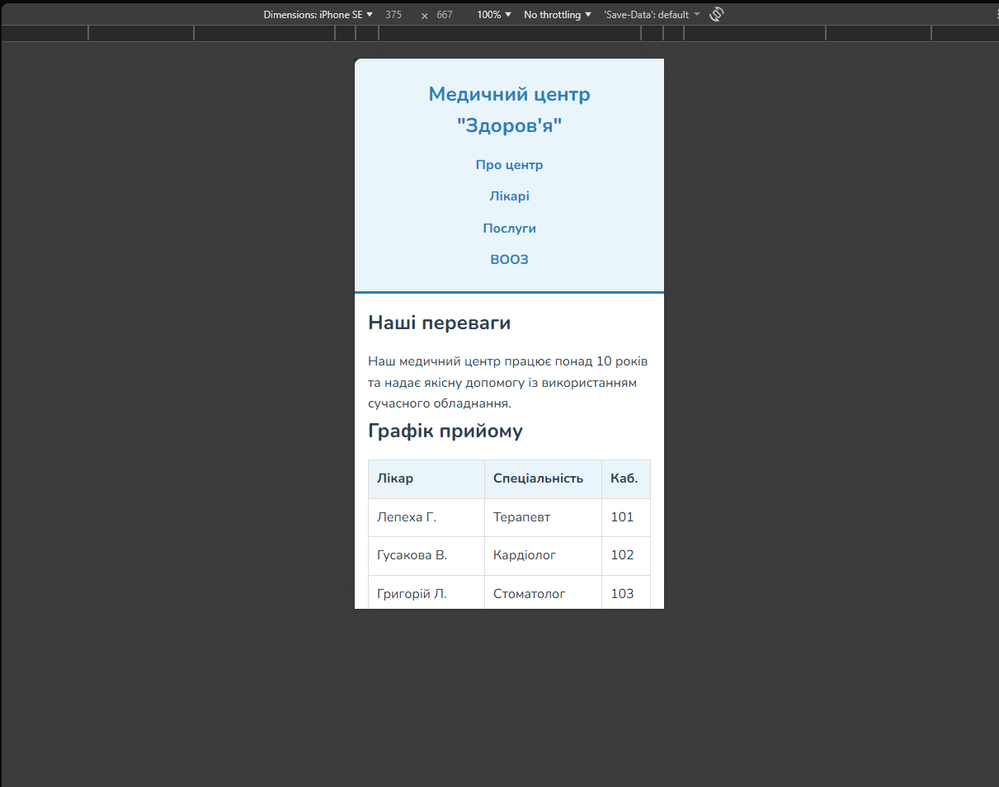 Dimensions: iPhone SE 375 × 667 100% No throttling 'Save-Data': default
Медичний центр
"Здоров'я"
Про центр
Лікарі
Послуги
ВООЗ
Наші переваги
Наш медичний центр працює понад 10 років
та надає якісну допомогу із використанням
сучасного обладнання.
Графік прийому
Лікар Спеціальність Каб.
Лепеха Г. Терапевт 101
Гусакова В. Кардіолог 102
Григорій Л. Стоматолог 103